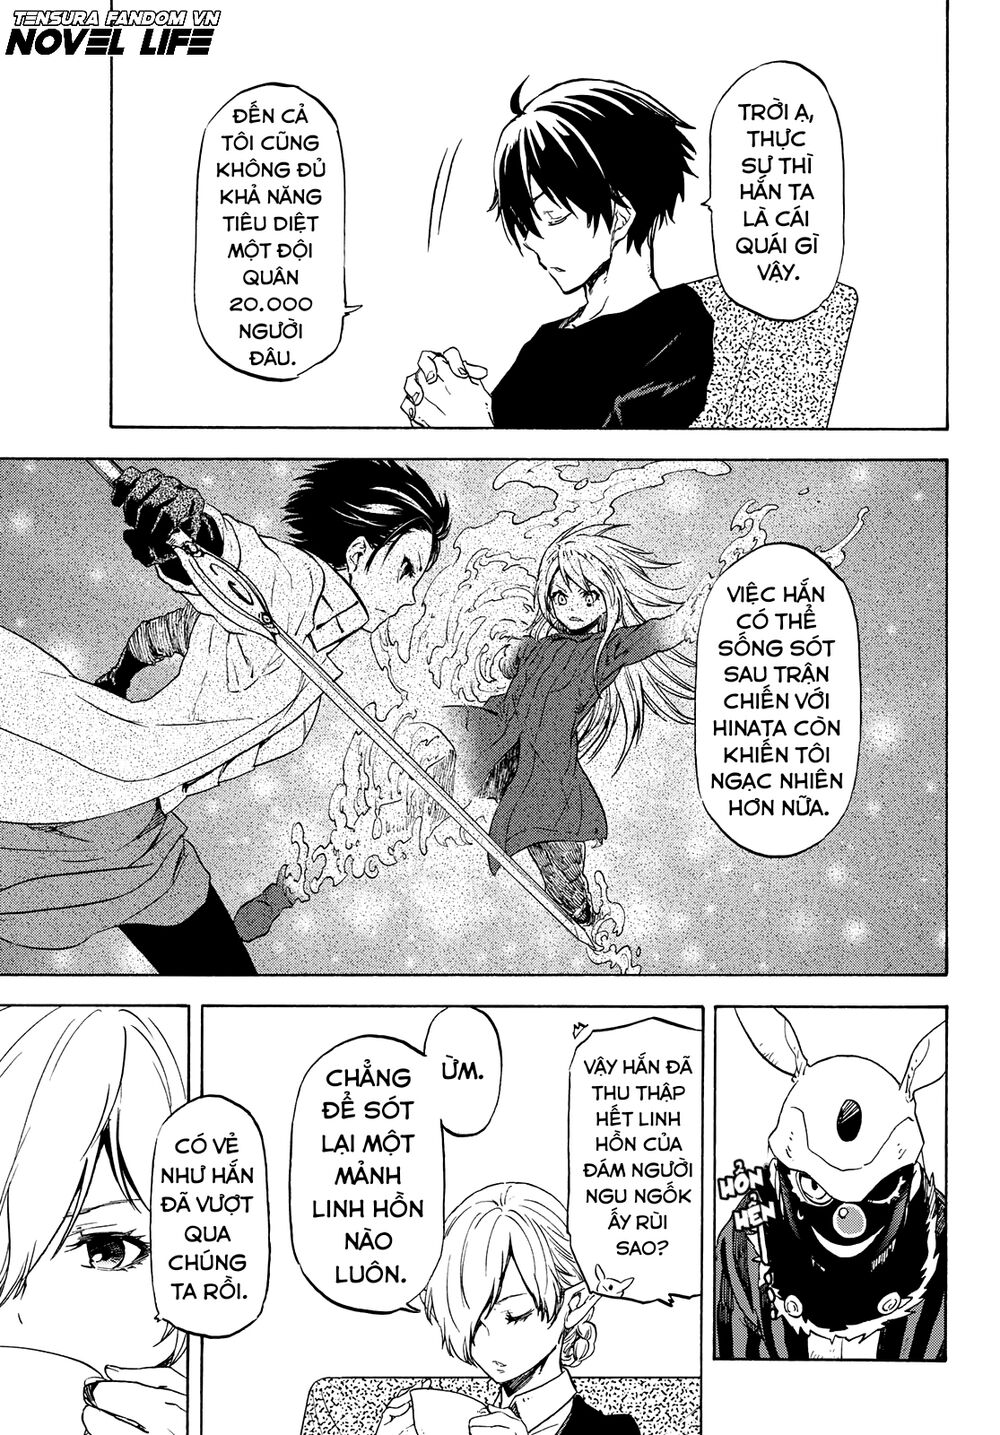 TENSURA FANDOM VN
NOVEL LIFE
TRỜI Ạ,
THỰC
SỰ THÌ
HẮN TA
LÀ CÁI
QUÁI GÌ
VẬY.
ĐẾN CẢ
TÔI CŨNG
KHÔNG ĐỦ
KHẢ NĂNG
TIÊU DIỆT
MỘT ĐỘI
QUÂN
20.000
NGƯỜI
ĐÂU.
VIỆC HẮN
CÓ THỂ
SỐNG SÓT
SAU TRẬN
CHIẾN VỚI
HINATA CÒN
KHIẾN TÔI
NGẠC NHIÊN
HƠN NỮA.
HỔN
HỂN
VẬY HẮN ĐÃ
THU THẬP
HẾT LINH
HỒN CỦA
ĐÁM NGƯỜI
NGU NGỐK
ẤY RÙI
SAO?
ỪM.
CHẲNG
ĐỂ SÓT
LẠI MỘT
MẢNH
LINH HỒN
NÀO
LUÔN.
CÓ VẺ
NHƯ HẮN
ĐÃ VƯỢT
QUA
CHÚNG
TA RỒI.